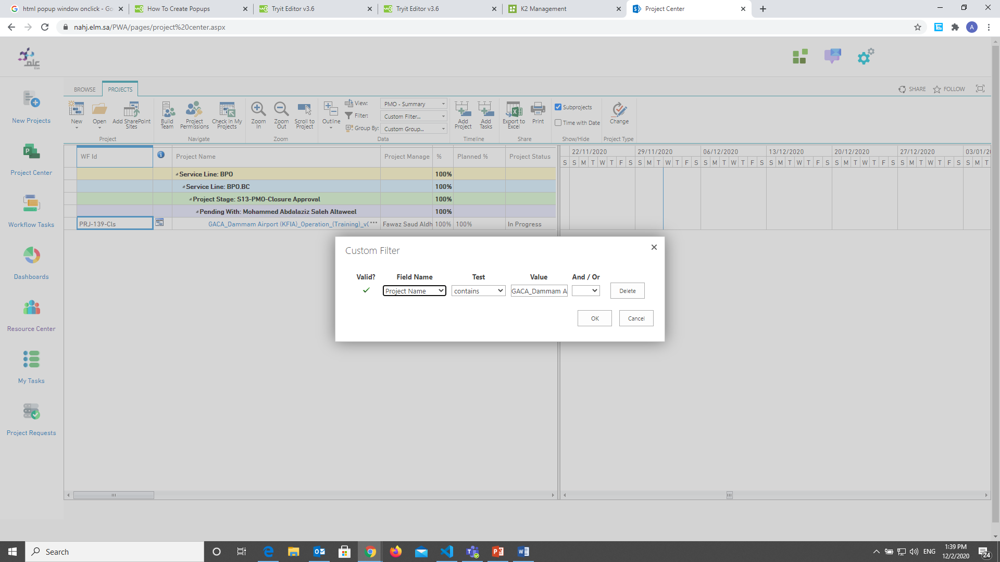 html popup window onclick - Go
How To Create Popups
Tryit Editor v3.6
Tryit Editor v3.6
K2 Management
Project Center
nahj.elm.sa/PWA/pages/project%20center.aspx
A
علم
Elm
BROWSE
PROJECTS
SHARE
FOLLOW
New Projects
Project Center
Workflow Tasks
Dashboards
Resource Center
My Tasks
Project Requests
New
Open
Add SharePoint Sites
Project
Build Team
Project Permissions
Check in My Projects
Navigate
Zoom In
Zoom Out
Scroll to Project
Zoom
Outline
View:
PMO - Summary
Filter:
Custom Filter...
Group By:
Custom Group...
Data
Add Project
Add Tasks
Timeline
Export to Excel
Print
Share
Subprojects
Time with Date
Show/Hide
Change
Project Type
WF Id
Project Name
Project Manage
%
Planned %
Project Status
22/11/2020 29/11/2020 06/12/2020 13/12/2020 20/12/2020 27/12/2020 03/01/2
S S M T W T F S S M T W T F S S M T W T F S S M T W T F S S M T W T F S S M T W T F S S M T
Service Line: BPO 100%
Service Line: BPO.BC 100%
Project Stage: S13-PMO-Closure Approval 100%
Pending With: Mohammed Abdalaziz Saleh Altaweel 100%
PRJ-139-Cls GACA_Dammam Airport (KFIA)_Operation_(Training)_v( ••• Fawaz Saud Aldh 100% 100% In Progress
Custom Filter
Valid? Field Name Test Value And / Or
Project Name contains GACA_Dammam A Delete
OK Cancel
Search
ENG
1:39 PM
12/2/2020
24